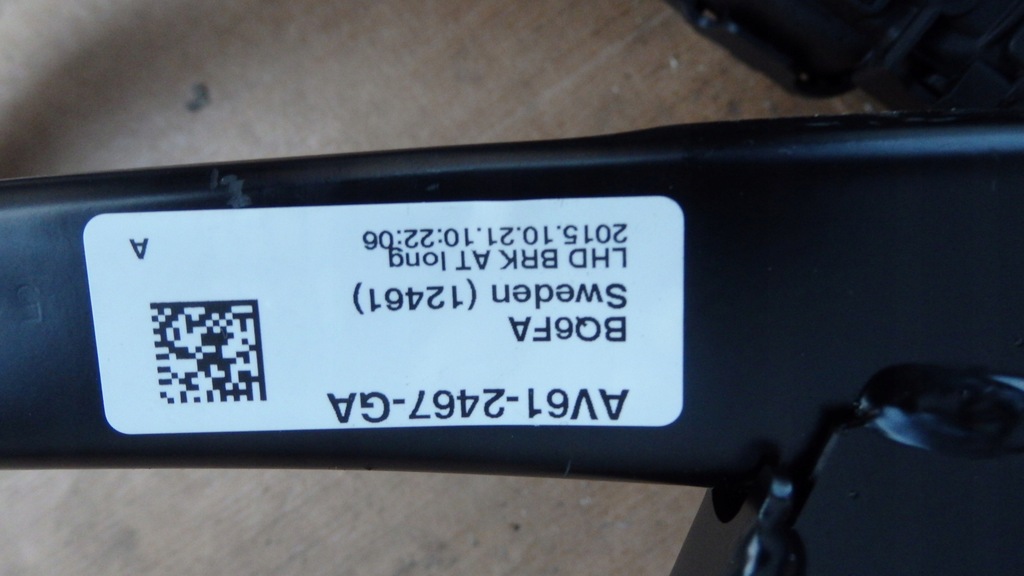 AV61-2467-GA
BQ6FA
Sweden (12461)
LHD BRK AT long
2015.10.21.10:22:06
A